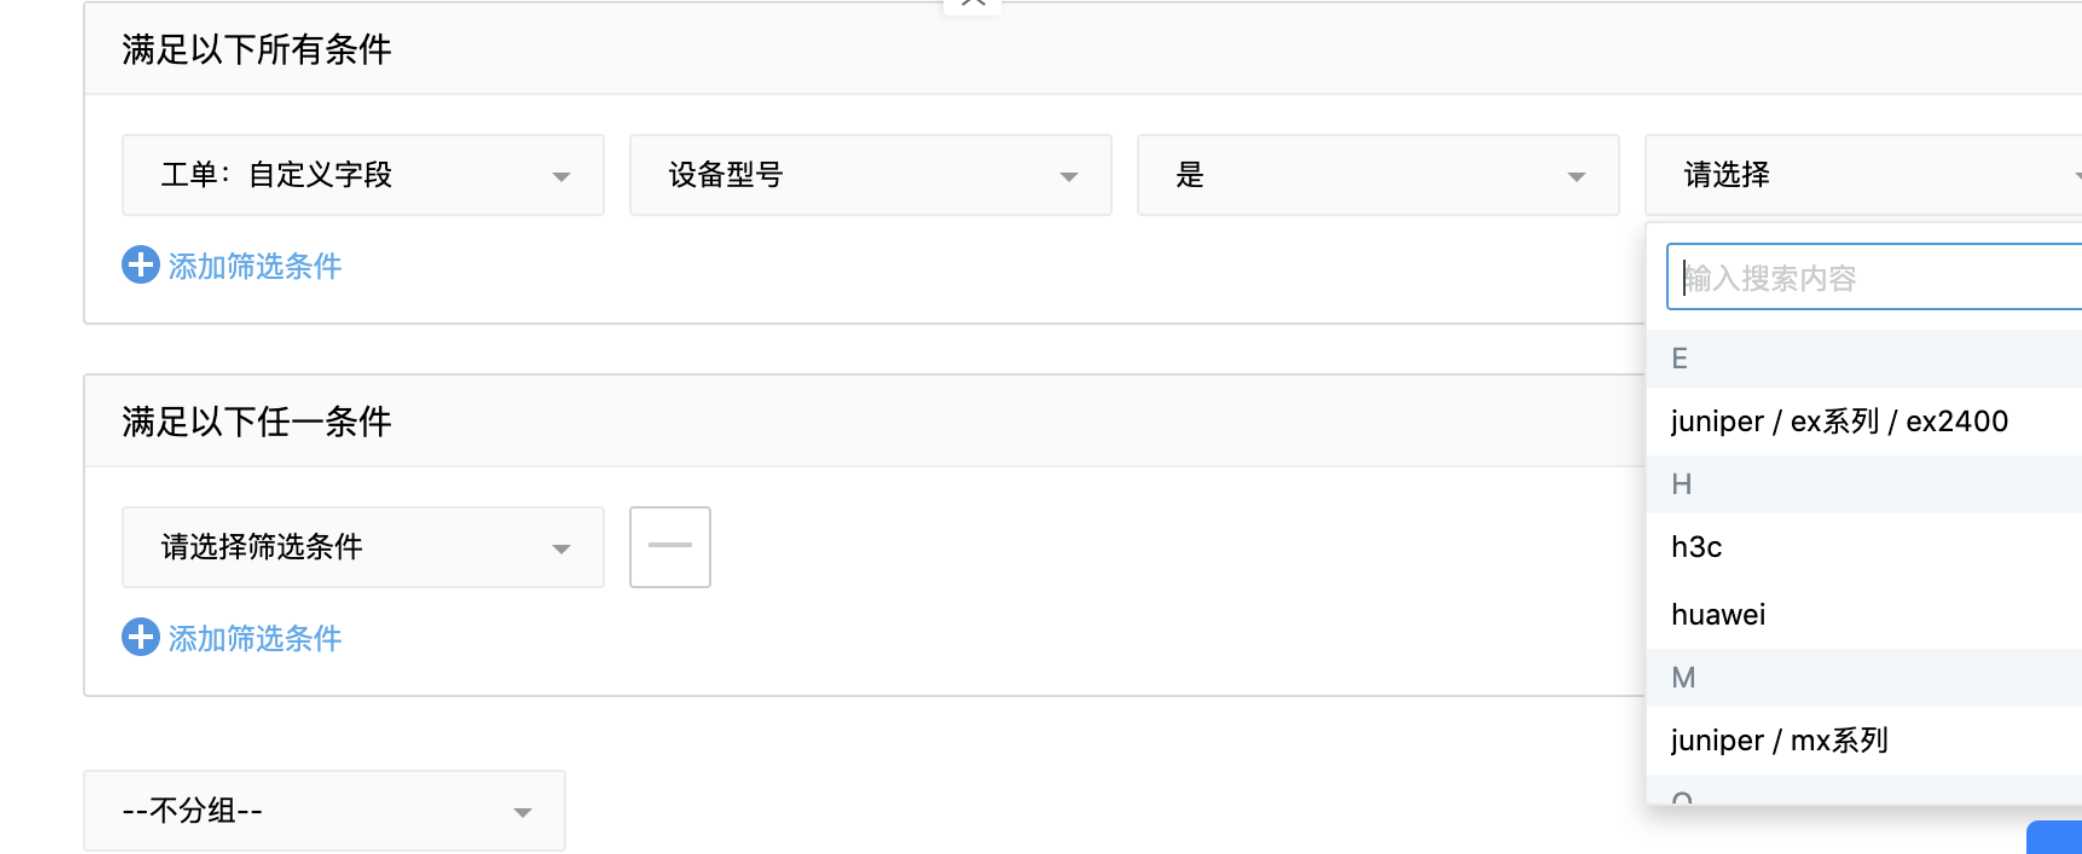 满足以下所有条件
工单：自定义字段 设备型号 是 请选择
添加筛选条件
输入搜索内容
E
juniper / ex系列 / ex2400
H
h3c
huawei
M
juniper / mx系列
满足以下任一条件
请选择筛选条件
添加筛选条件
--不分组--